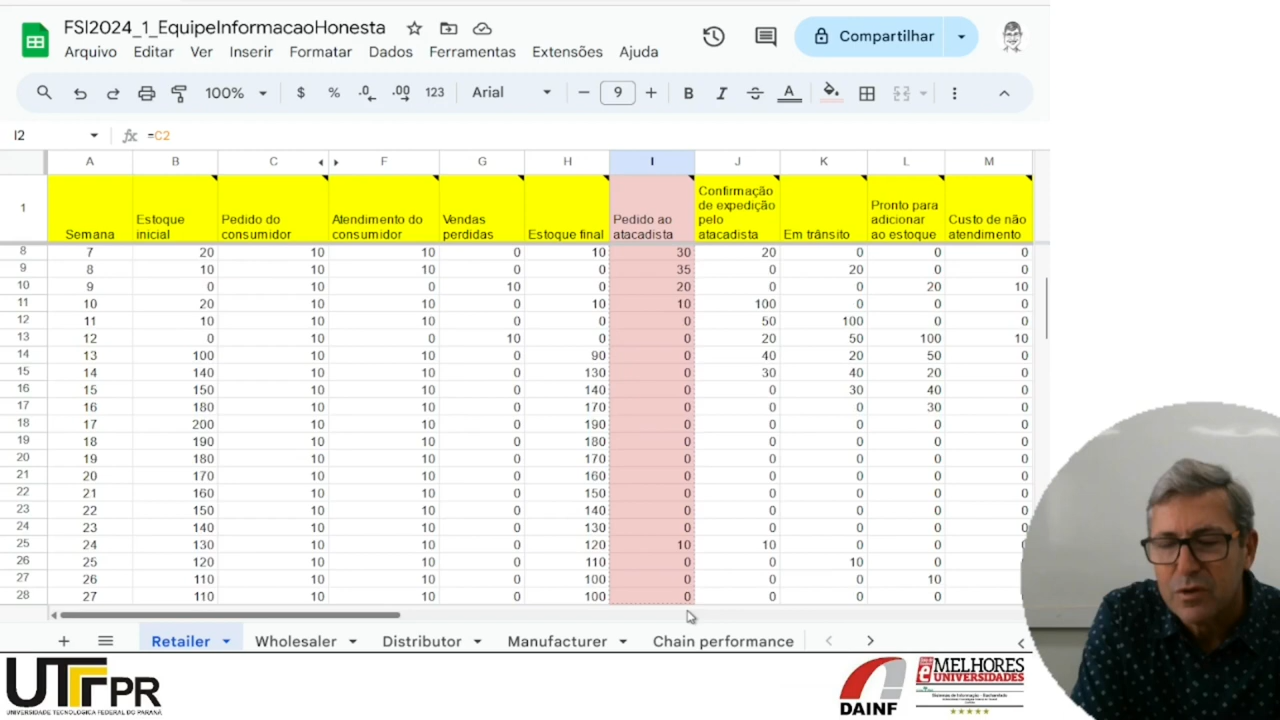 FSI2024_1_EquipeInformacaoHonesta
Arquivo Editar Ver Inserir Formatar Dados Ferramentas Extensões Ajuda
Compartilhar
100% $ % .0 .00 123 Arial − 9 + B I S A
I2 fx =C2
A B C F G H I J K L M
1 Semana Estoque inicial Pedido do consumidor Atendimento do consumidor Vendas perdidas Estoque final Pedido ao atacadista Confirmação de expedição pelo atacadista Em trânsito Pronto para adicionar ao estoque Custo de não atendimento
8 7 20 10 10 0 10 30 20 0 0 0
9 8 10 10 10 0 0 35 0 20 0 0
10 9 0 10 0 10 0 20 0 0 20 10
11 10 20 10 10 0 10 10 100 0 0 0
12 11 10 10 10 0 0 0 50 100 0 0
13 12 0 10 0 10 0 0 20 50 100 10
14 13 100 10 10 0 90 0 40 20 50 0
15 14 140 10 10 0 130 0 30 40 20 0
16 15 150 10 10 0 140 0 0 30 40 0
17 16 180 10 10 0 170 0 0 0 30 0
18 17 200 10 10 0 190 0 0 0 0 0
19 18 190 10 10 0 180 0 0 0 0 0
20 19 180 10 10 0 170 0 0 0 0 0
21 20 170 10 10 0 160 0 0 0 0 0
22 21 160 10 10 0 150 0 0 0 0 0
23 22 150 10 10 0 140 0 0 0 0 0
24 23 140 10 10 0 130 0 0 0 0 0
25 24 130 10 10 0 120 10 10 0 0
26 25 120 10 10 0 110 0 0 10 0
27 26 110 10 10 0 100 0 0 0 10
28 27 110 10 10 0 100 0 0 0 0
+ Retailer Wholesaler Distributor Manufacturer Chain performance
UTFPR
UNIVERSIDADE TECNOLÓGICA FEDERAL DO PARANÁ
DAINF
MELHORES
UNIVERSIDADES
Sistemas de Informação - Bacharelado